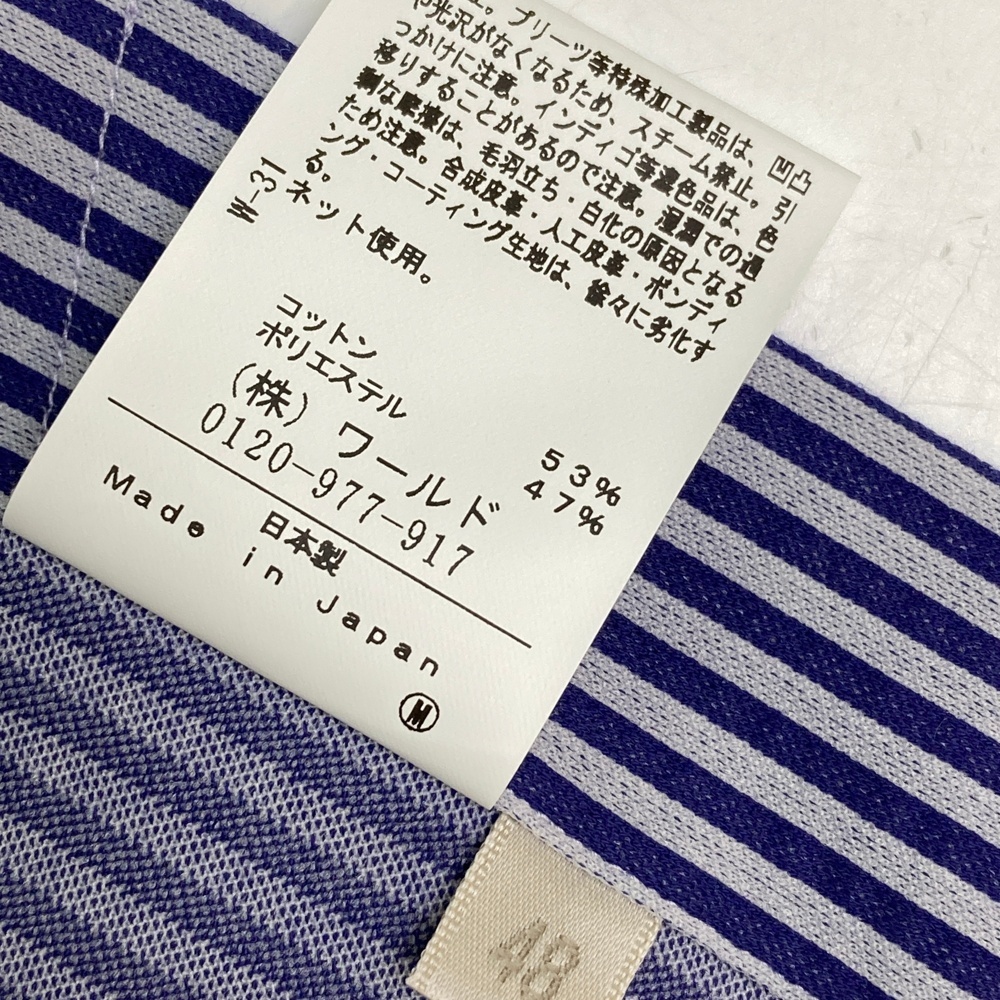 。プリーツ等特殊加工製品は、凹凸
や光沢がなくなるため、スチーム禁止。引
っかけに注意。インディゴ等濃色品は、色
移りすることがあるので注意。湿潤での過
剰な摩擦は、毛羽立ち・白化の原因となる
ため注意。合成皮革・人工皮革・ボンディ
ング・コーティング生地は、徐々に劣化す
る。
ネット使用。
コットン 53%
ポリエステル 47%
(株)ワールド
0120-977-917
日本製
Made in Japan
M
48